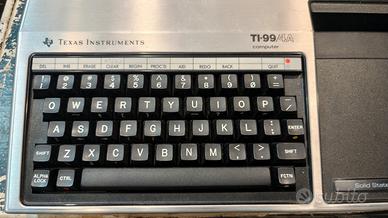 TEXAS INSTRUMENTS
TI-99/4A
computer
DEL INS ERASE CLEAR BEGIN PROC'D AID REDO BACK QUIT
! @ # $ % ^ & * ( ) +
1 2 3 4 5 6 7 8 9 0 =
Q W E R T Y U I O P /
A S D F G H J K L ; ENTER
SHIFT Z X C V B N M < > SHIFT
, .
ALPHA LOCK CTRL FCTN
Solid State
subito